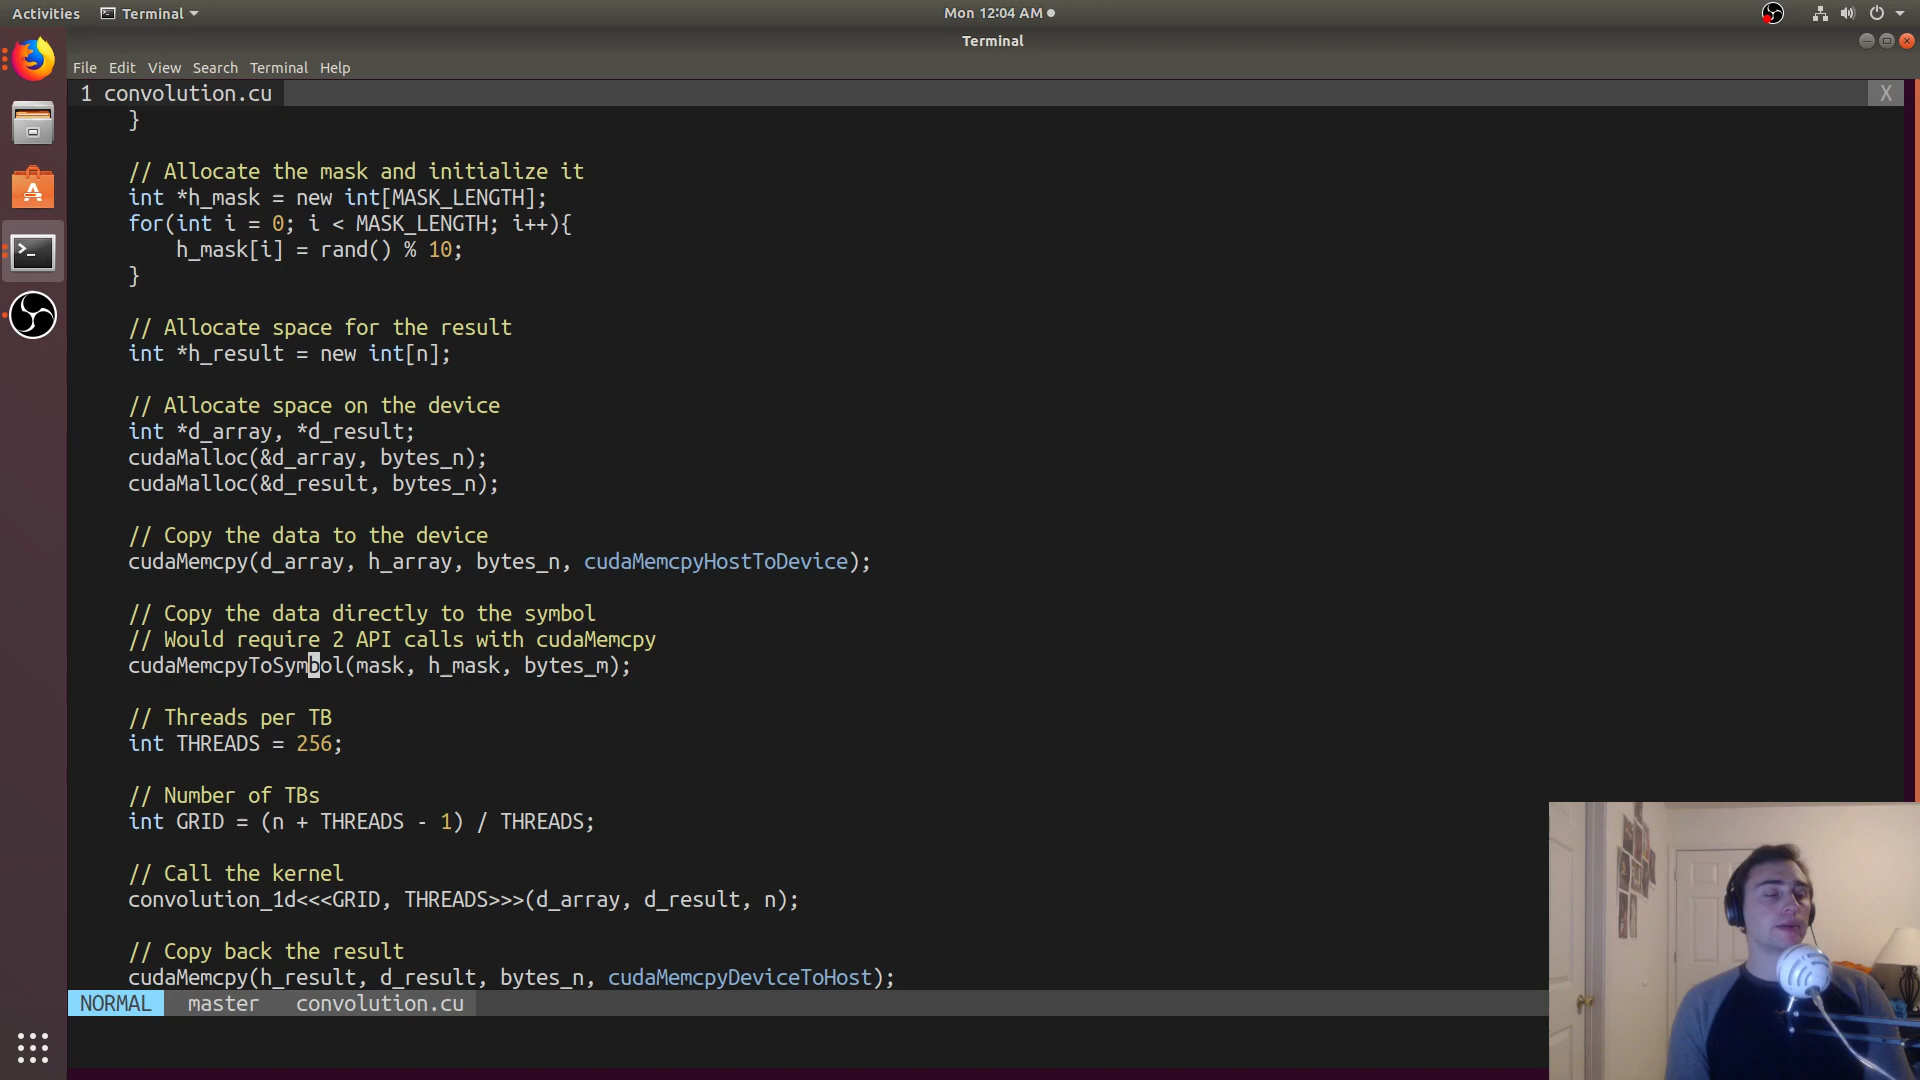 Activities Terminal Mon 12:04 AM
Terminal
File Edit View Search Terminal Help
1 convolution.cu X
}
// Allocate the mask and initialize it
int *h_mask = new int[MASK_LENGTH];
for(int i = 0; i < MASK_LENGTH; i++){
h_mask[i] = rand() % 10;
}
// Allocate space for the result
int *h_result = new int[n];
// Allocate space on the device
int *d_array, *d_result;
cudaMalloc(&d_array, bytes_n);
cudaMalloc(&d_result, bytes_n);
// Copy the data to the device
cudaMemcpy(d_array, h_array, bytes_n, cudaMemcpyHostToDevice);
// Copy the data directly to the symbol
// Would require 2 API calls with cudaMemcpy
cudaMemcpyToSymbol(mask, h_mask, bytes_m);
// Threads per TB
int THREADS = 256;
// Number of TBs
int GRID = (n + THREADS - 1) / THREADS;
// Call the kernel
convolution_1d<<<GRID, THREADS>>>(d_array, d_result, n);
// Copy back the result
cudaMemcpy(h_result, d_result, bytes_n, cudaMemcpyDeviceToHost);
NORMAL master convolution.cu